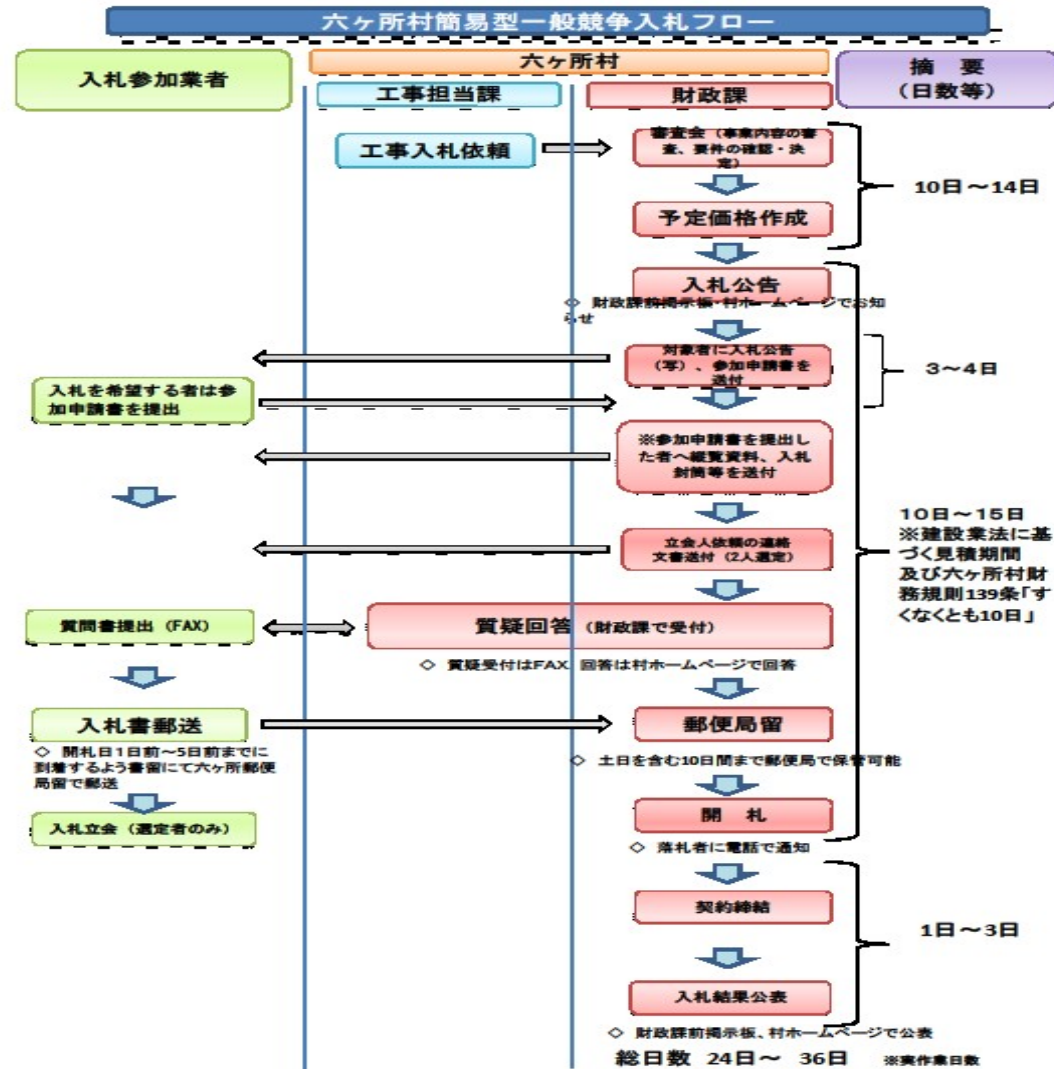 六ヶ所村簡易型一般競争入札フロー
入札参加業者
六ヶ所村
摘　要
（日数等）
工事担当課
財政課
工事入札依頼
審査会（事業内容の審
査、要件の確認・決
定）
10日～14日
予定価格作成
入札公告
◇ 財政課前掲示板・村ホームページでお知
らせ
対象者に入札公告
（写）、参加申請書を
送付
3～4日
入札を希望する者は参
加申請書を提出
※参加申請書を提出し
た者へ縦覧資料、入札
封筒等を送付
10日～15日
※建設業法に基
づく見積期間
及び六ヶ所村財
務規則139条「す
くなくとも10日」
立会人依頼の連絡
文書送付（2人選定）
質問書提出（FAX）
質疑回答（財政課で受付）
◇ 質疑受付はFAX 回答は村ホームページで回答
入札書郵送
◇ 開札日1日前～5日前までに
到着するよう書留にて六ヶ所郵便
局留で郵送
郵便局留
◇ 土日を含む10日間まで郵便局で保管可能
入札立会（選定者のみ）
開　札
◇ 落札者に電話で通知
契約締結
1日～3日
入札結果公表
◇ 財政課前掲示板、村ホームページで公表
総日数 24日～ 36日 ※実作業日数